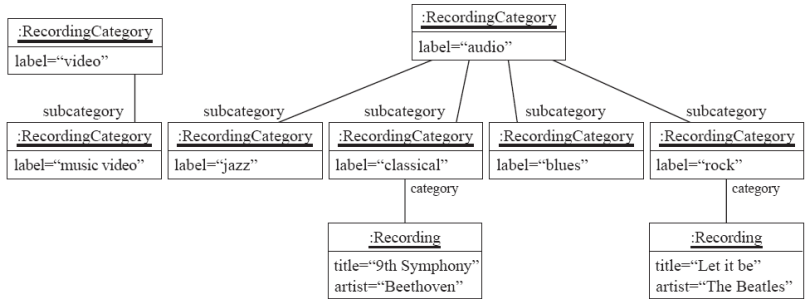 :RecordingCategory
label=“video”
:RecordingCategory
label=“audio”
subcategory
subcategory
subcategory
subcategory
subcategory
:RecordingCategory
label=“music video”
:RecordingCategory
label=“jazz”
:RecordingCategory
label=“classical”
:RecordingCategory
label=“blues”
:RecordingCategory
label=“rock”
category
category
:Recording
title=“9th Symphony”
artist=“Beethoven”
:Recording
title=“Let it be”
artist=“The Beatles”